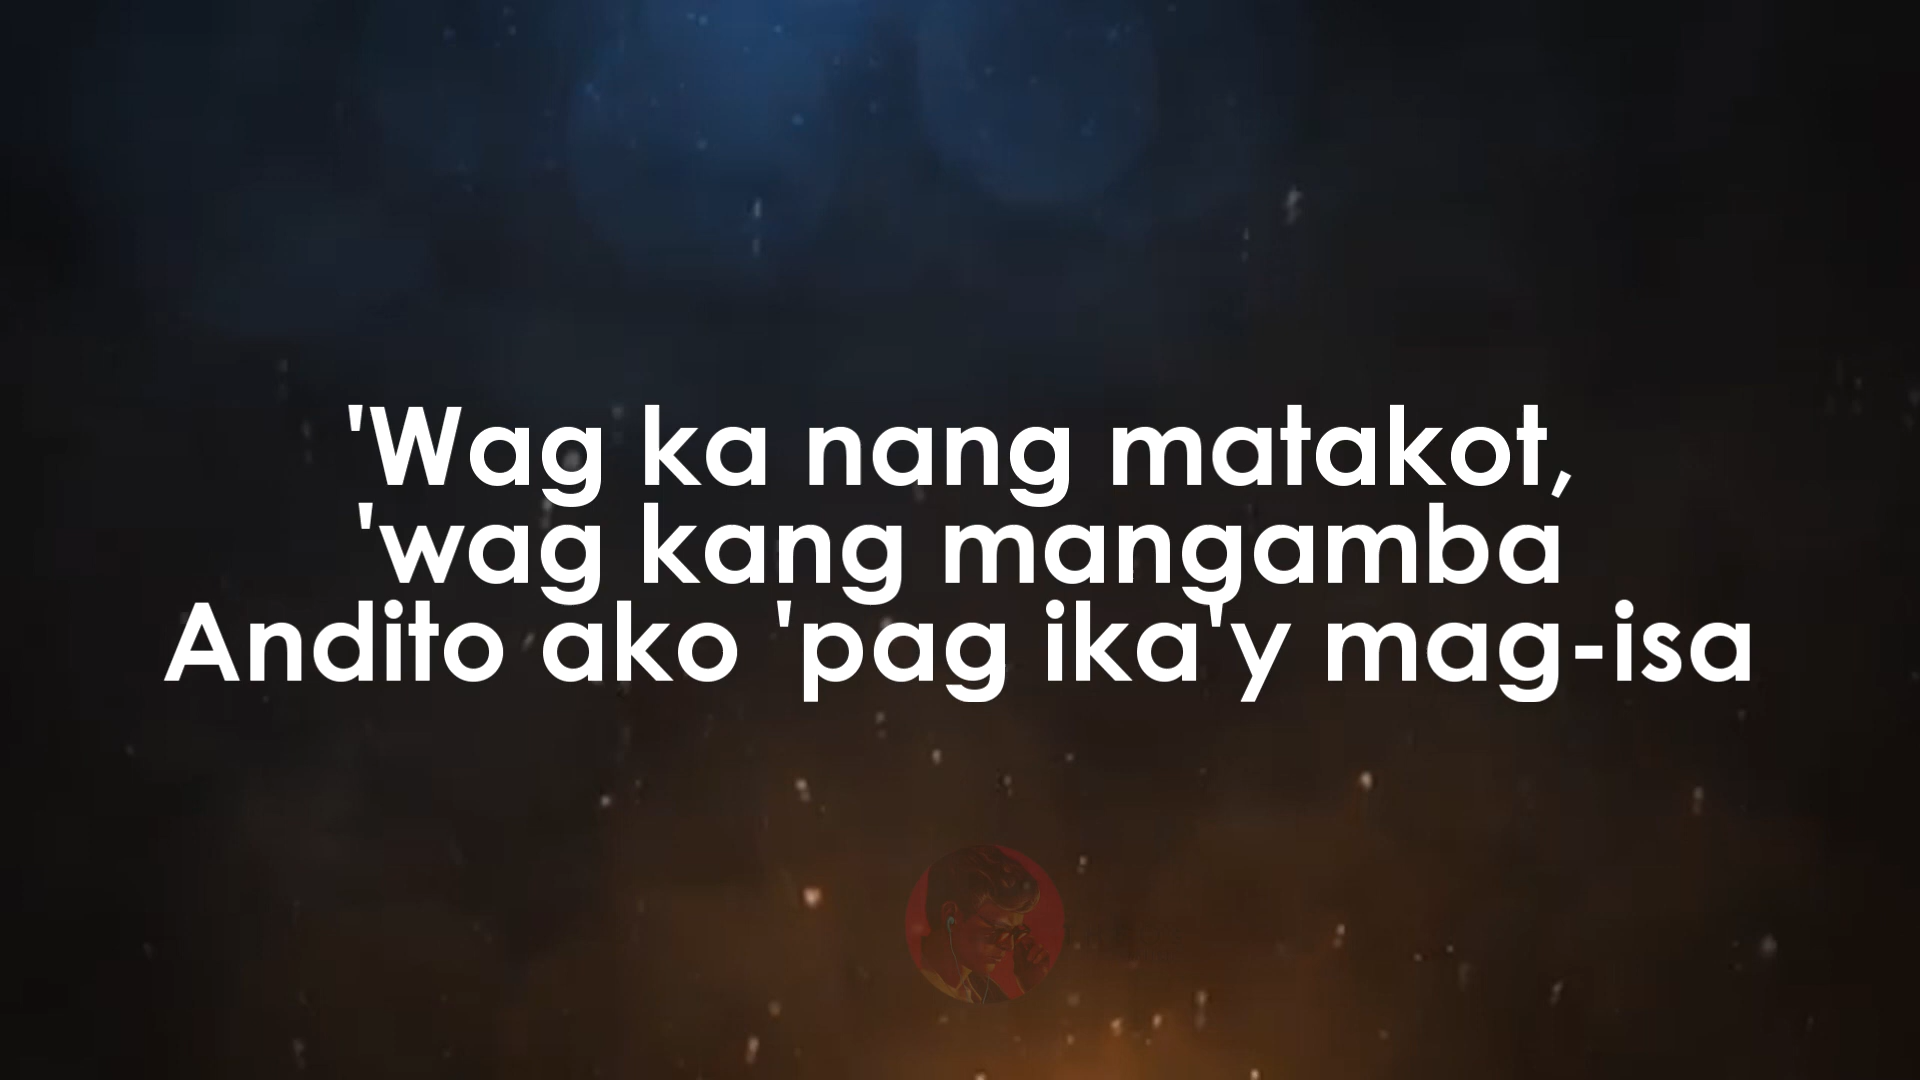 'Wag ka nang matakot,
'wag kang mangamba
Andito ako 'pag ika'y mag-isa